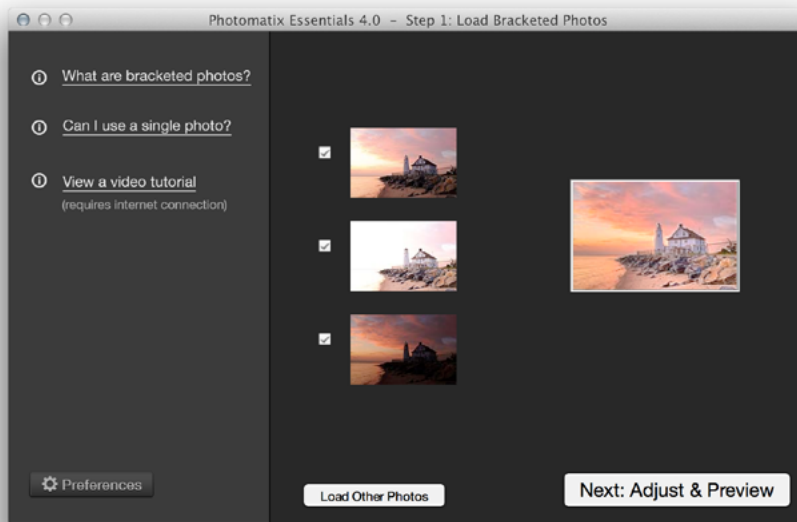 Photomatix Essentials 4.0 – Step 1: Load Bracketed Photos
What are bracketed photos?
Can I use a single photo?
View a video tutorial
(requires internet connection)
Preferences
Load Other Photos
Next: Adjust & Preview